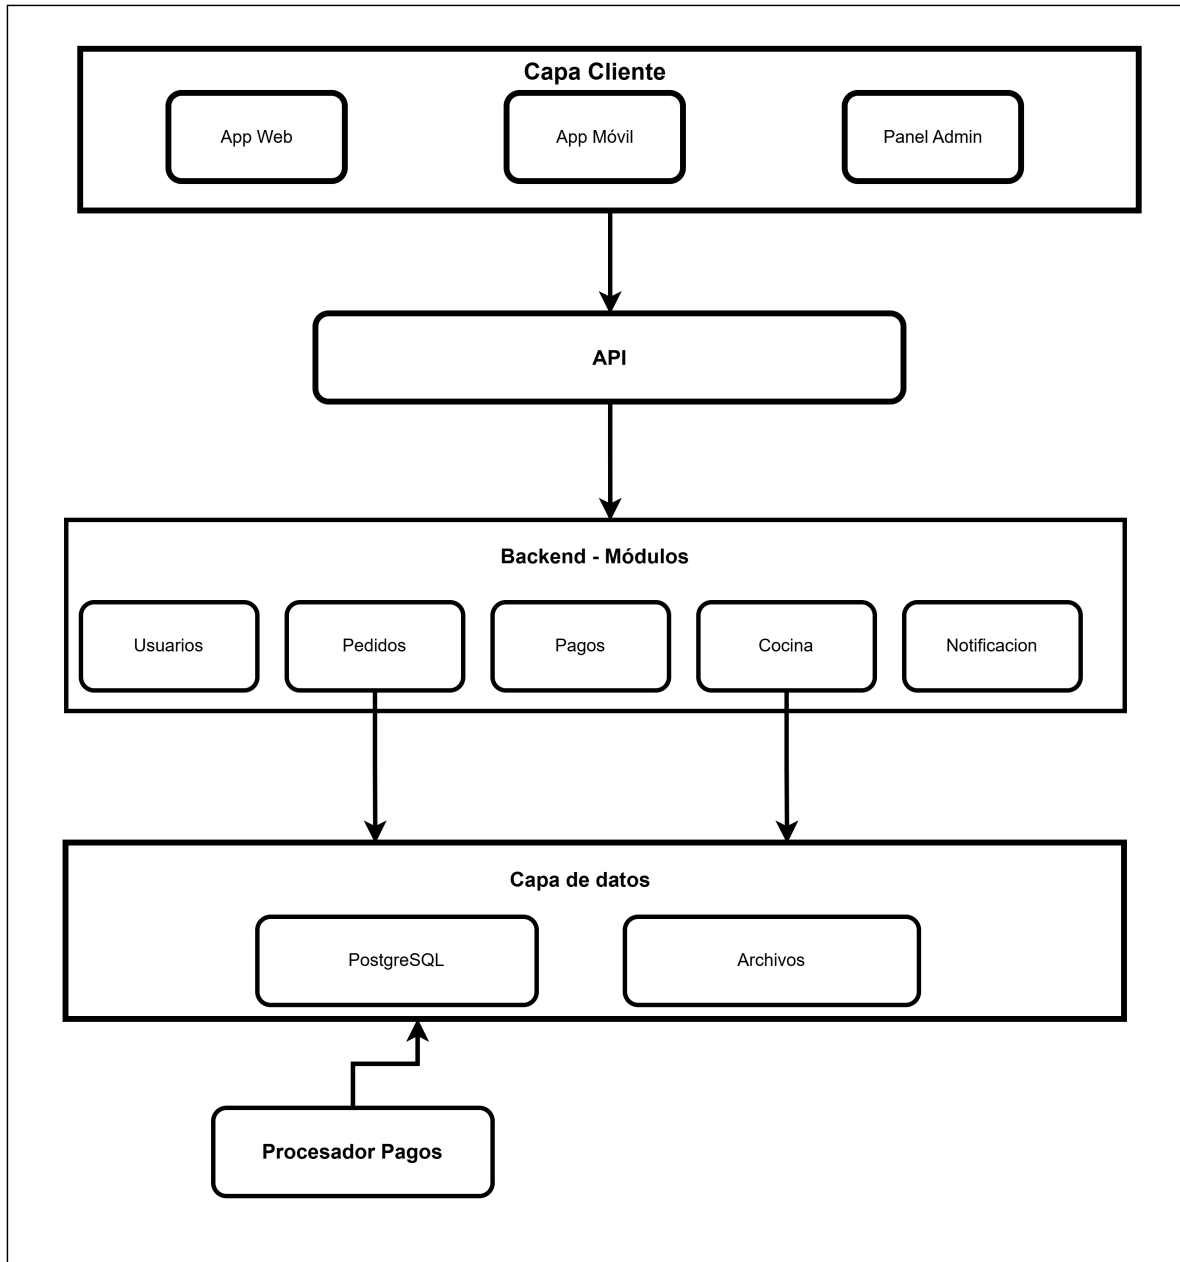 Capa Cliente
App Web
App Móvil
Panel Admin
API
Backend - Módulos
Usuarios
Pedidos
Pagos
Cocina
Notificacion
Capa de datos
PostgreSQL
Archivos
Procesador Pagos